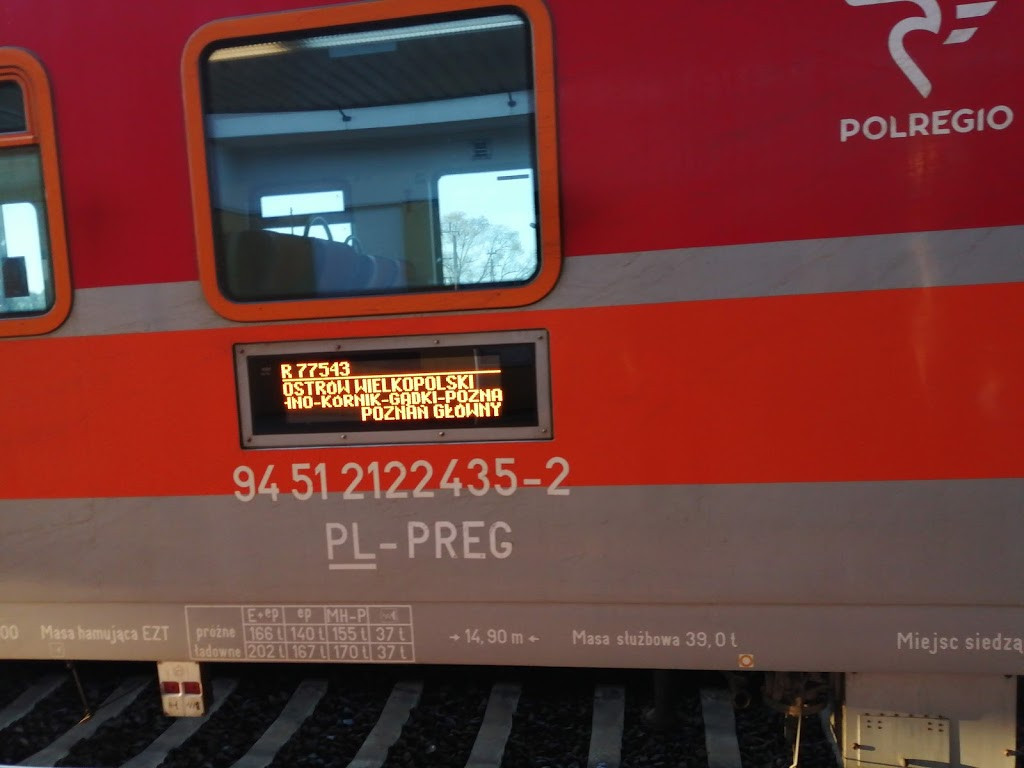 POLREGIO
R 77543
OSTRÓW WIELKOPOLSKI
NO-KÓRNIK-GĄDKI-POZNA
POZNAŃ GŁÓWNY
94 51 2122435-2
PL-PREG
00 Masa hamująca EZT
E+ep ep MH-P
próżne 166 t 140 t 155 t 37 t
ładowne 202 t 167 t 170 t 37 t
→ 14,90 m ←
Masa służbowa 39,0 t
Miejsc siedzą